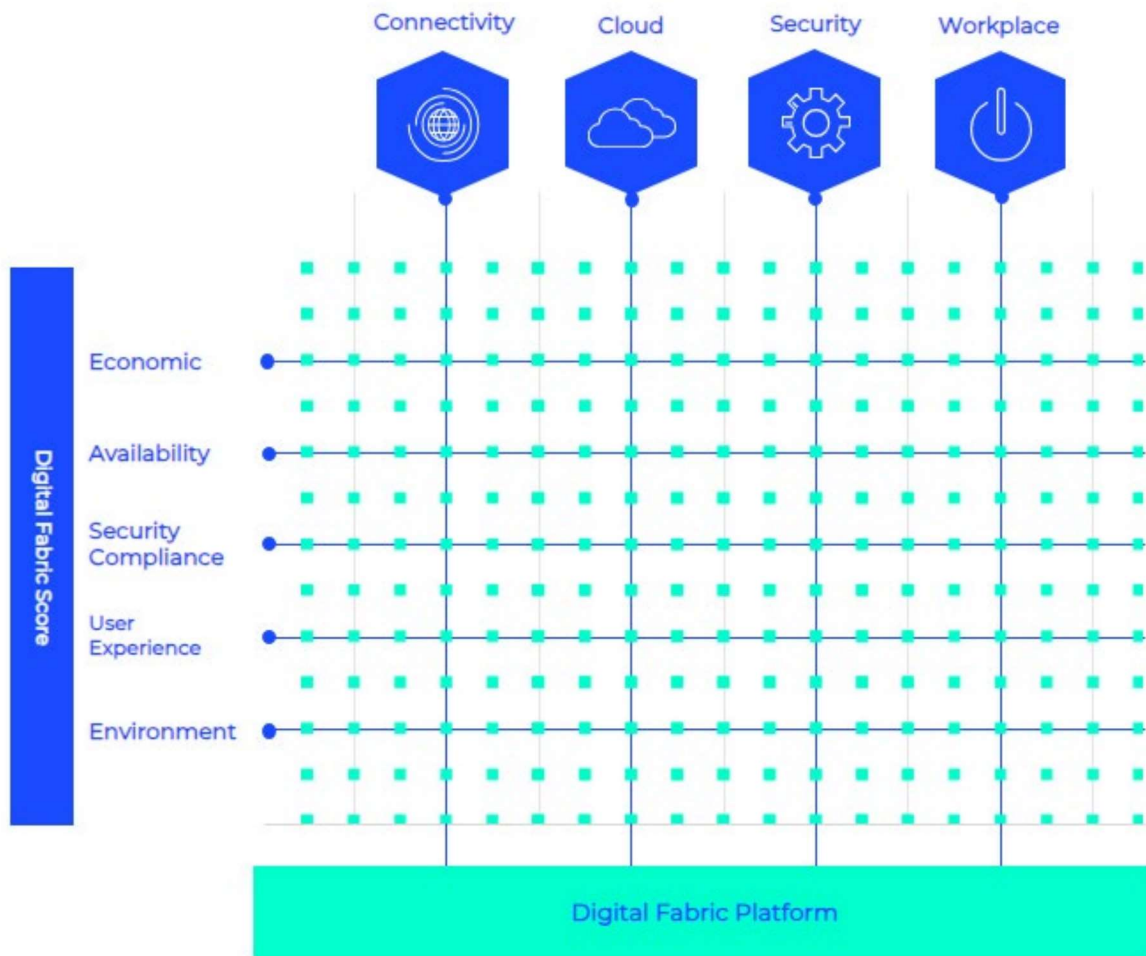 Connectivity
Cloud
Security
Workplace
Digital Fabric Score
Economic
Availability
Security
Compliance
User
Experience
Environment
Digital Fabric Platform